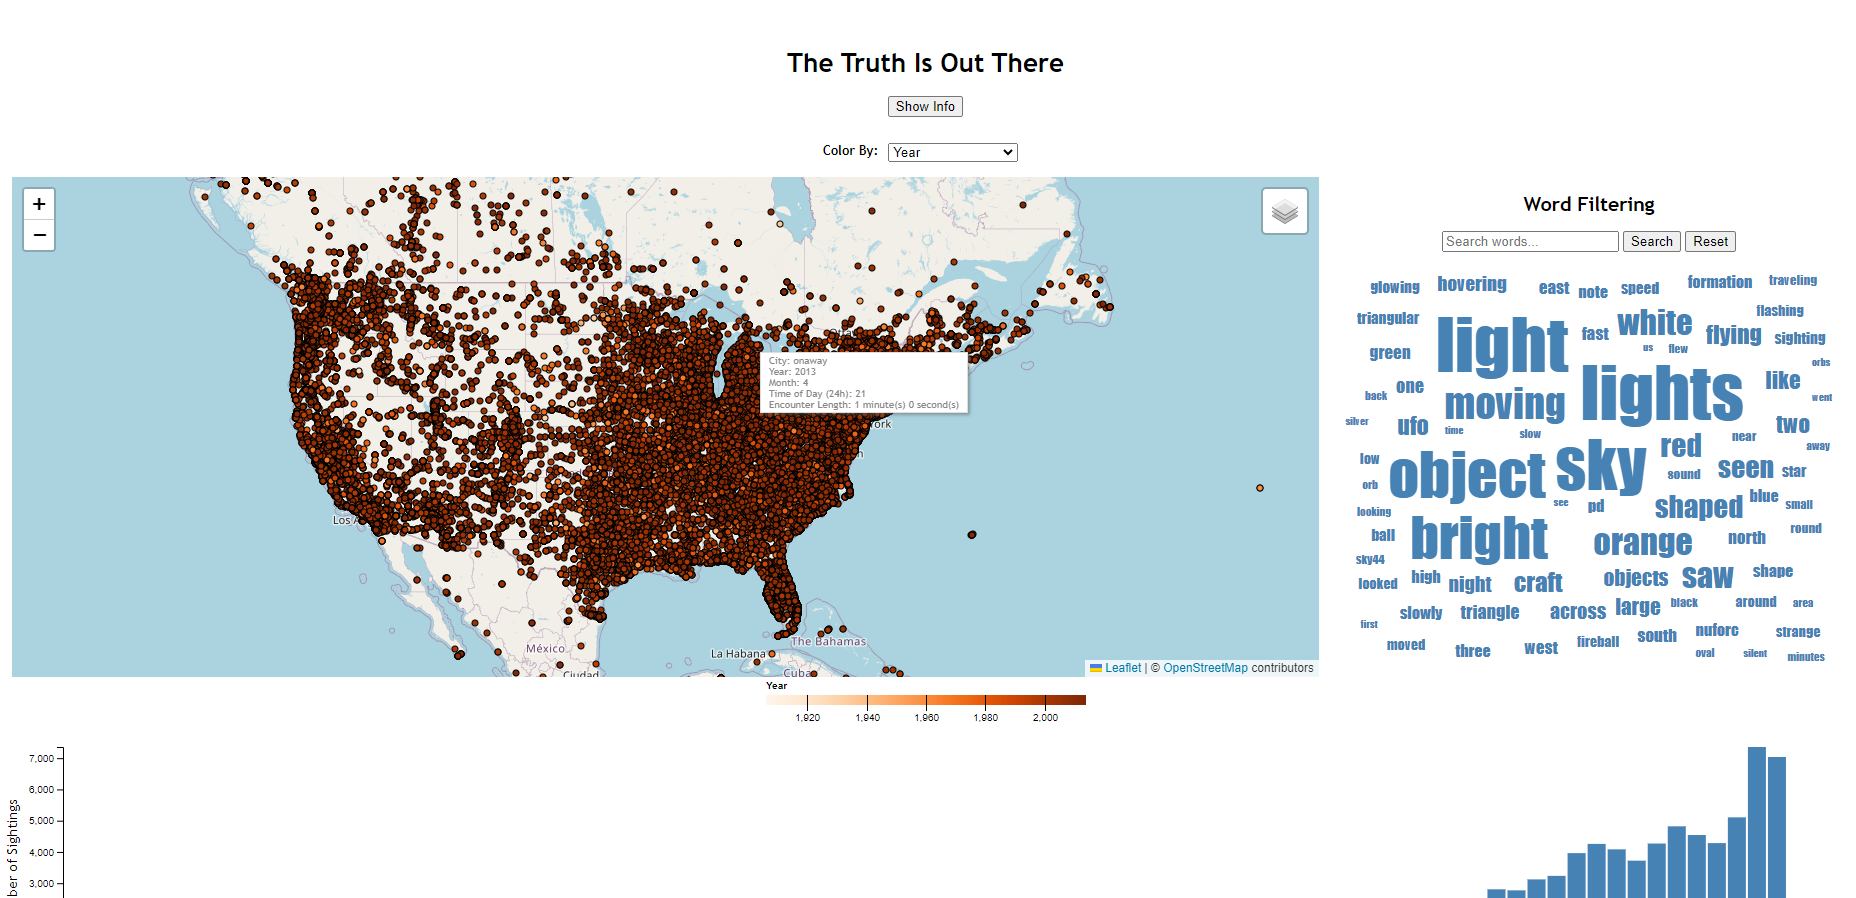 The Truth Is Out There
Show Info
Color By: Year
+
−
Ottawa
City: onaway
Year: 2013
Month: 4
Time of Day (24h): 21
Encounter Length: 1 minute(s) 0 second(s)
York
Los A
The Bahamas
México
La Habana
Cuba
Ciudad
Leaflet | © OpenStreetMap contributors
Year
1,920 1,940 1,960 1,980 2,000
Word Filtering
Search words... Search Reset
glowing hovering east note speed formation traveling
triangular light fast white flying flashing
green us flew sighting
back one moving lights like orbs
silver ufo time slow two went
low object sky red near away
orb see pd sound seen star
looking shaped blue small
ball bright orange north round
sky44
looked high night craft objects saw shape
slowly triangle across large black around area
first
moved three west fireball south nuforc strange
oval silent minutes
7,000
6,000
5,000
4,000
3,000
ber of Sightings